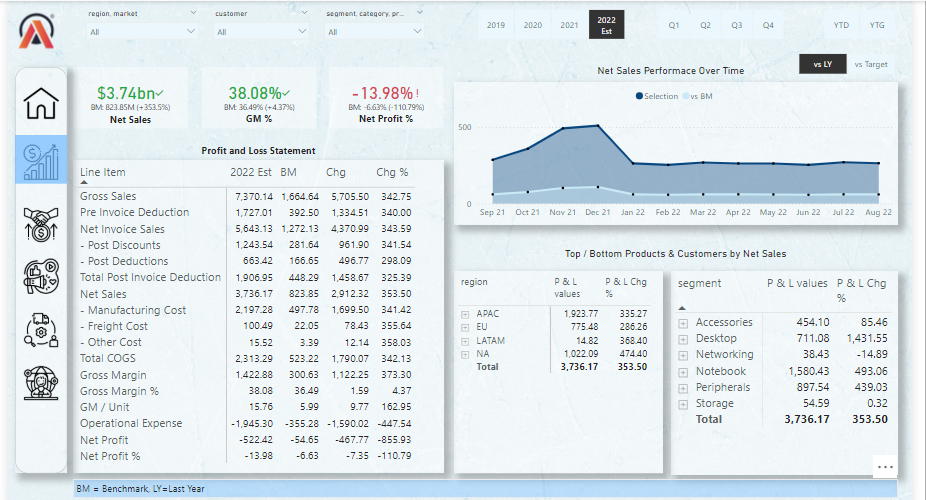 region, market customer segment, category, pr...
All All All
2019 2020 2021 2022 Est Q1 Q2 Q3 Q4 YTD YTG
vs LY vs Target
$3.74bn
BM: 823.85M (+353.5%)
Net Sales
38.08%
BM: 36.49% (+4.37%)
GM %
-13.98%!
BM: -6.63% (-110.79%)
Net Profit %
Net Sales Performace Over Time
Selection vs BM
500
0
Sep 21 Oct 21 Nov 21 Dec 21 Jan 22 Feb 22 Mar 22 Apr 22 May 22 Jun 22 Jul 22 Aug 22
Profit and Loss Statement
Line Item 2022 Est BM Chg Chg %
Gross Sales 7,370.14 1,664.64 5,705.50 342.75
Pre Invoice Deduction 1,727.01 392.50 1,334.51 340.00
Net Invoice Sales 5,643.13 1,272.13 4,370.99 343.59
- Post Discounts 1,243.54 281.64 961.90 341.54
- Post Deductions 663.42 166.65 496.77 298.09
Total Post Invoice Deduction 1,906.95 448.29 1,458.67 325.39
Net Sales 3,736.17 823.85 2,912.32 353.50
- Manufacturing Cost 2,197.28 497.78 1,699.50 341.42
- Freight Cost 100.49 22.05 78.43 355.64
- Other Cost 15.52 3.39 12.14 358.03
Total COGS 2,313.29 523.22 1,790.07 342.13
Gross Margin 1,422.88 300.63 1,122.25 373.30
Gross Margin % 38.08 36.49 1.59 4.37
GM / Unit 15.76 5.99 9.77 162.95
Operational Expense -1,945.30 -355.28 -1,590.02 -447.54
Net Profit -522.42 -54.65 -467.77 -855.93
Net Profit % -13.98 -6.63 -7.35 -110.79
Top / Bottom Products & Customers by Net Sales
region P & L values P & L Chg %
APAC 1,923.77 335.27
EU 775.48 286.26
LATAM 14.82 368.40
NA 1,022.09 474.40
Total 3,736.17 353.50
segment P & L values P & L Chg %
Accessories 454.10 85.46
Desktop 711.08 1,431.55
Networking 38.43 -14.89
Notebook 1,580.43 493.06
Peripherals 897.54 439.03
Storage 54.59 0.32
Total 3,736.17 353.50
BM = Benchmark, LY=Last Year